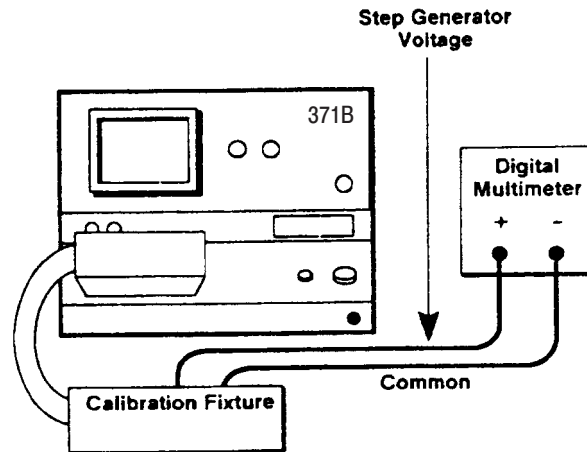 Step Generator
Voltage
371B
Digital
Multimeter
+ -
Common
Calibration Fixture